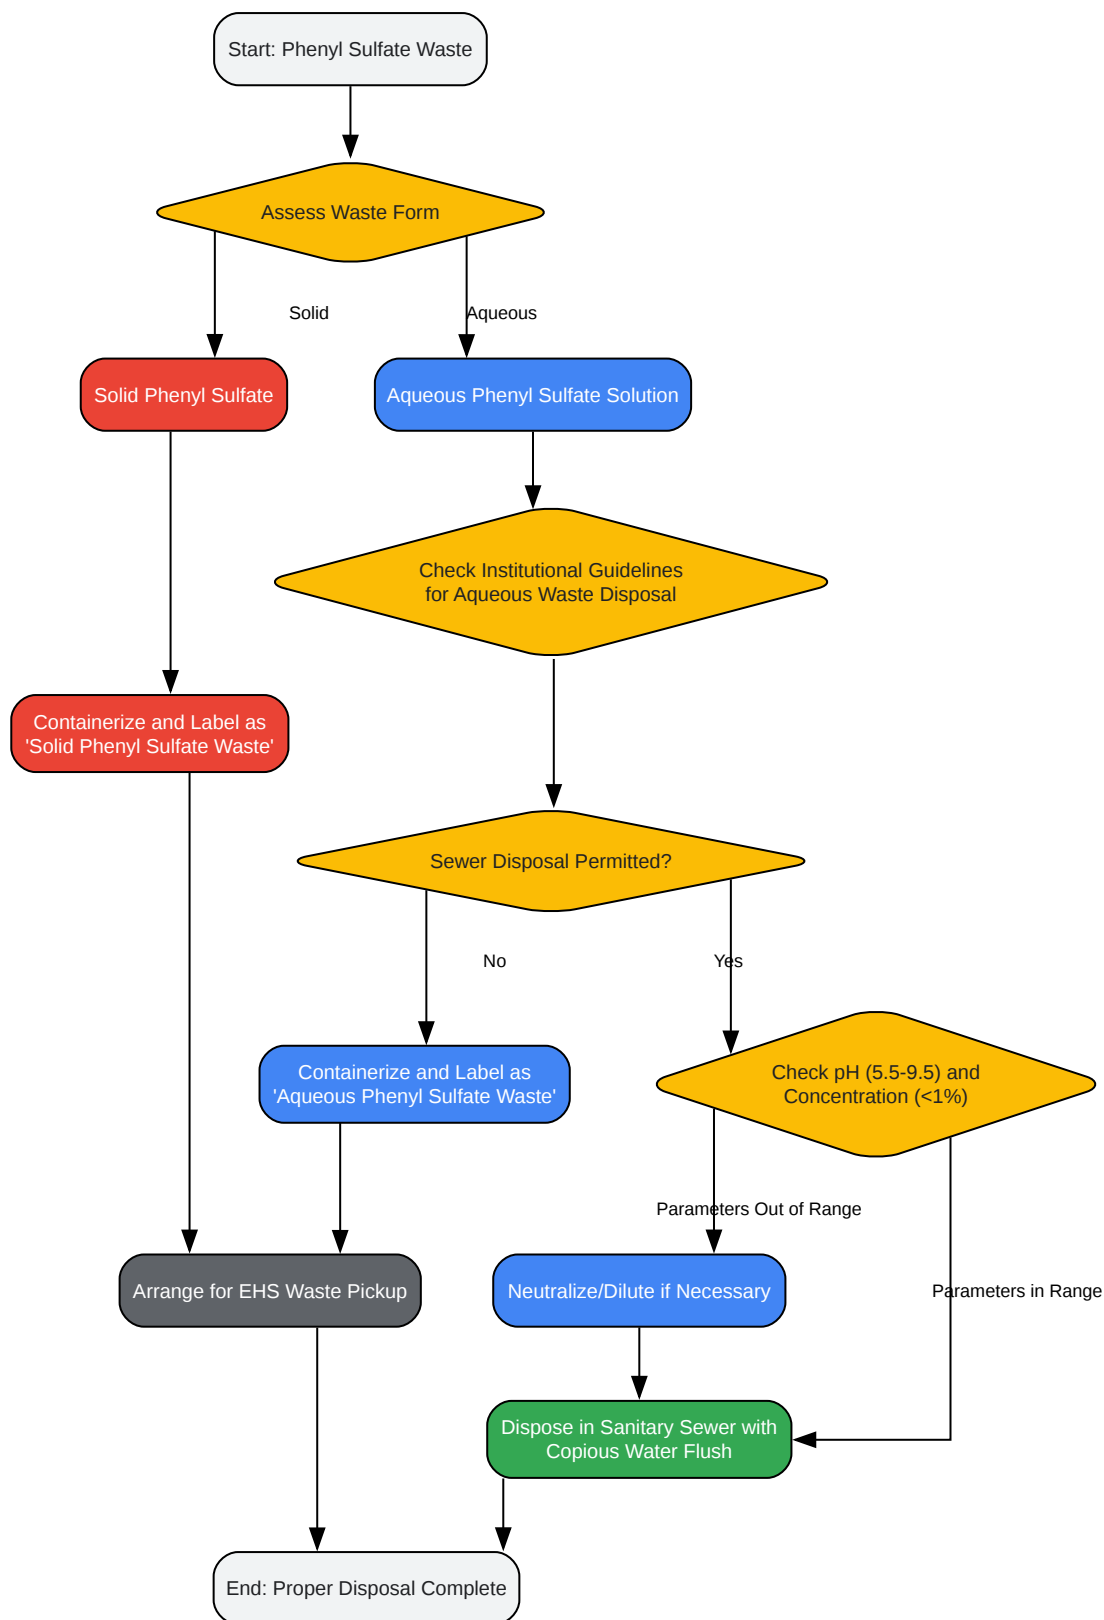 Start: Phenyl Sulfate Waste
Assess Waste Form
Solid
Aqueous
Solid Phenyl Sulfate
Aqueous Phenyl Sulfate Solution
Check Institutional Guidelines
for Aqueous Waste Disposal
Containerize and Label as
'Solid Phenyl Sulfate Waste'
Sewer Disposal Permitted?
No
Yes
Containerize and Label as
'Aqueous Phenyl Sulfate Waste'
Check pH (5.5-9.5) and
Concentration (<1%)
Parameters Out of Range
Arrange for EHS Waste Pickup
Neutralize/Dilute if Necessary
Parameters in Range
Dispose in Sanitary Sewer with
Copious Water Flush
End: Proper Disposal Complete